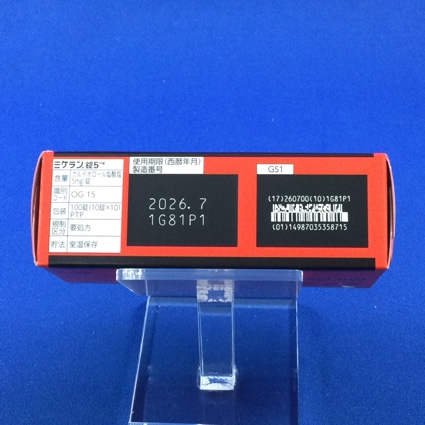 ミケラン錠5mg
含量 カルテオロール塩酸塩
5mg/錠
識別
コード OG 15
包装 100錠(10錠×10)
PTP
規制
区分 要処方
貯法 室温保存
使用期限(西暦年月)
製造番号
2026.7
1G81P1
GS1
(17)260700(10)1G81P1
(01)14987035358715